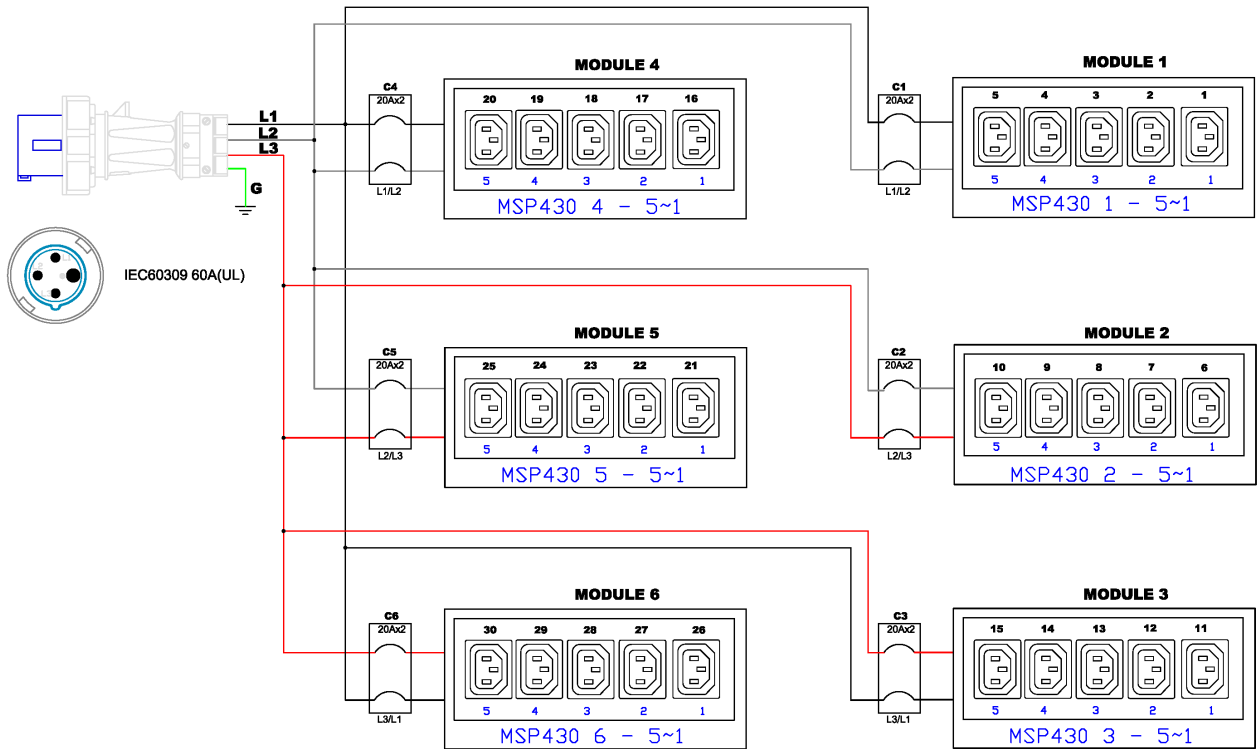 L1
L2
L3
G
IEC60309 60A(UL)
MODULE 4
C4
20Ax2
L1/L2
20 19 18 17 16
5 4 3 2 1
MSP430 4 - 5~1
MODULE 1
C1
20Ax2
L1/L2
5 4 3 2 1
5 4 3 2 1
MSP430 1 - 5~1
MODULE 5
C5
20Ax2
L2/L3
25 24 23 22 21
5 4 3 2 1
MSP430 5 - 5~1
MODULE 2
C2
20Ax2
L2/L3
10 9 8 7 6
5 4 3 2 1
MSP430 2 - 5~1
MODULE 6
C6
20Ax2
L3/L1
30 29 28 27 26
5 4 3 2 1
MSP430 6 - 5~1
MODULE 3
C3
20Ax2
L3/L1
15 14 13 12 11
5 4 3 2 1
MSP430 3 - 5~1